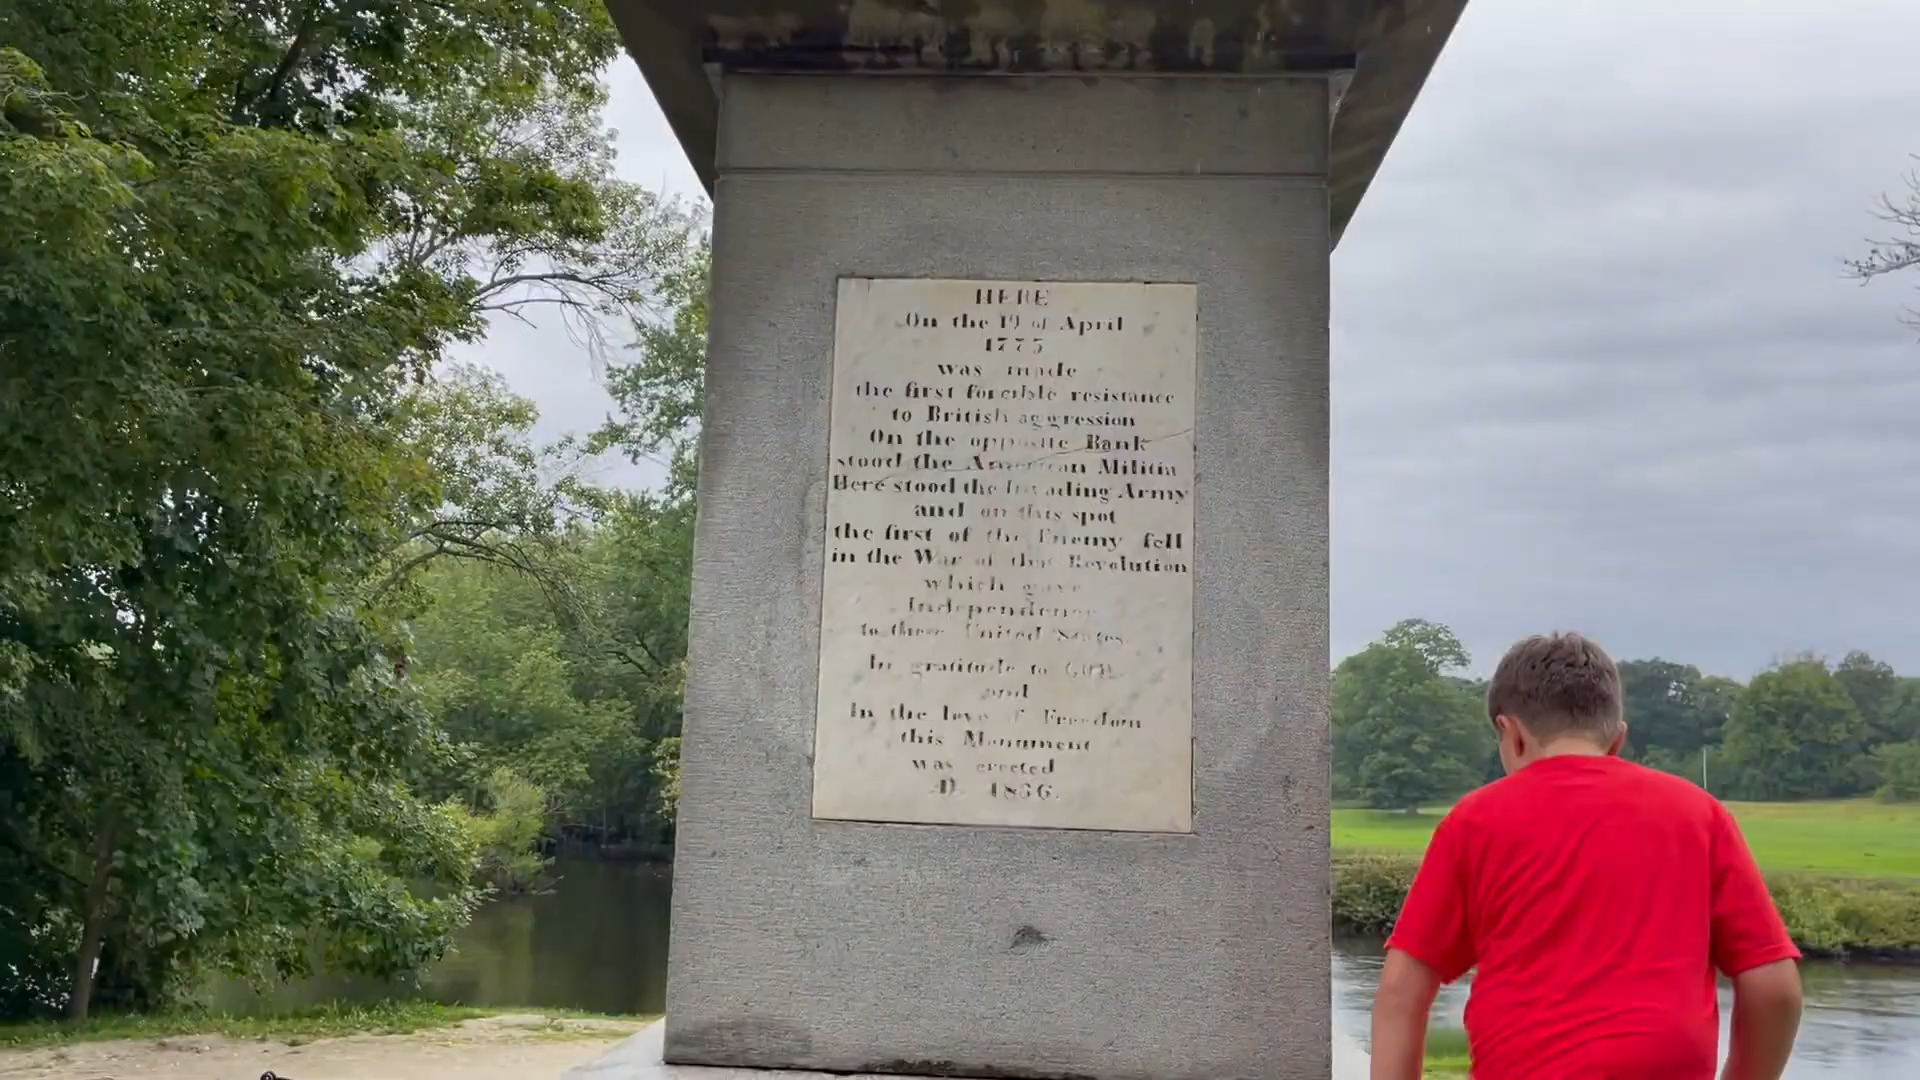 HERE
On the 19 of April
1775
was made
the first forcible resistance
to British aggression
On the opposite Bank
stood the American Militia
Here stood the Invading Army
and on this spot
the first of the Enemy fell
in the War of that Revolution
which gave
Independence
to these United States
In gratitude to GOD
and
In the love of Freedom
this Monument
was erected
AD. 1836.